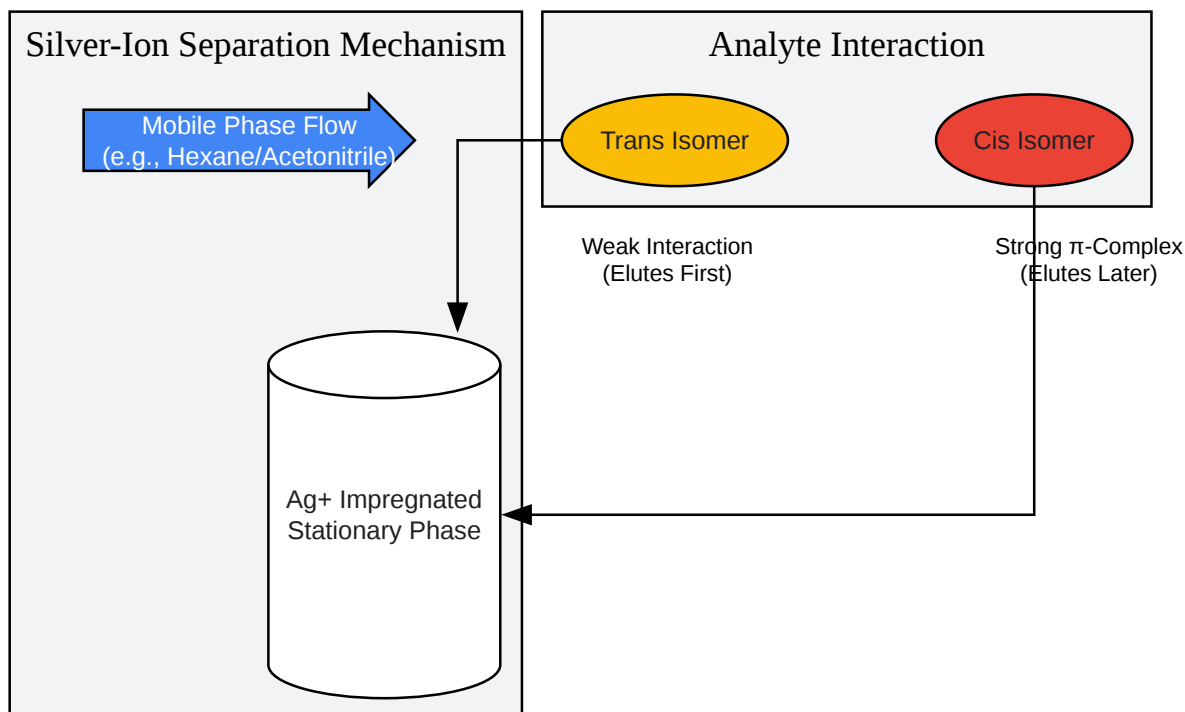 Silver-Ion Separation Mechanism
Analyte Interaction
Mobile Phase Flow
(e.g., Hexane/Acetonitrile)
Trans Isomer
Cis Isomer
Weak Interaction
(Elutes First)
Strong π-Complex
(Elutes Later)
Ag+ Impregnated
Stationary Phase